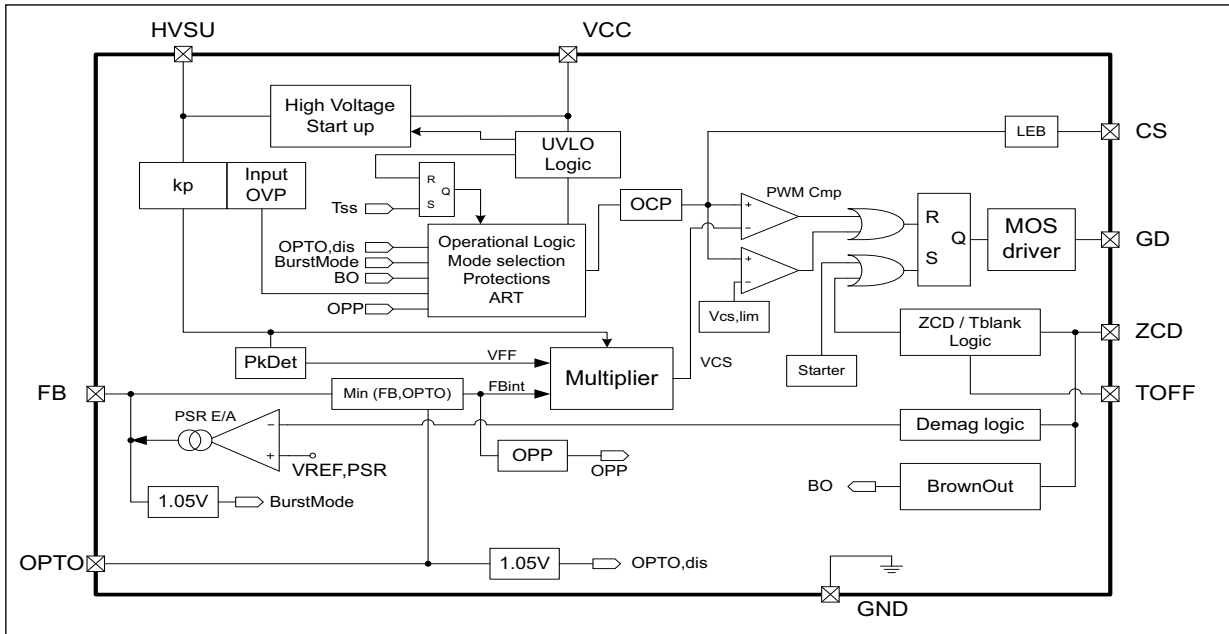 HVSU
VCC
High Voltage
Start up
LEB
CS
UVLO
Logic
kp
Input
OVP
R
S
Q
Tss
OCP
PWM Cmp
+
−
+
−
R
S
Q
MOS
driver
GD
OPTO,dis
BurstMode
BO
OPP
Operational Logic
Mode selection
Protections
ART
Vcs,lim
ZCD / Tblank
Logic
ZCD
PkDet
VFF
Multiplier
VCS
Starter
FB
Min (FB,OPTO)
FBint
TOFF
PSR E/A
−
+
VREF,PSR
Demag logic
OPP
OPP
1.05V
BurstMode
BO
BrownOut
OPTO
1.05V
OPTO,dis
GND